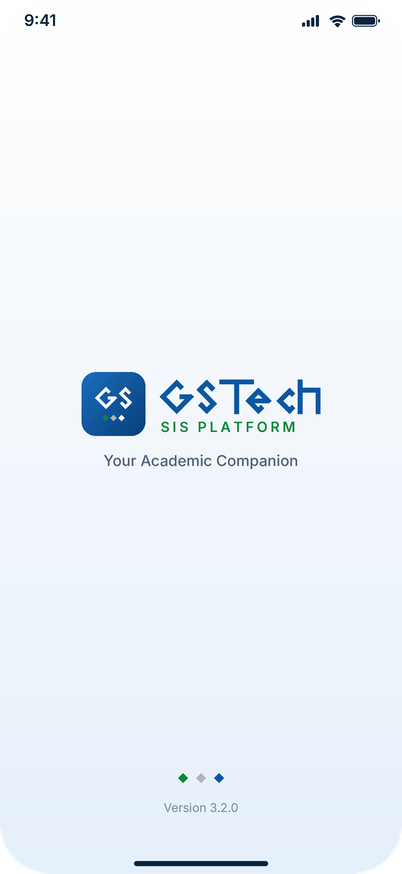 9:41
GS
GSTech
SIS PLATFORM
Your Academic Companion
Version 3.2.0